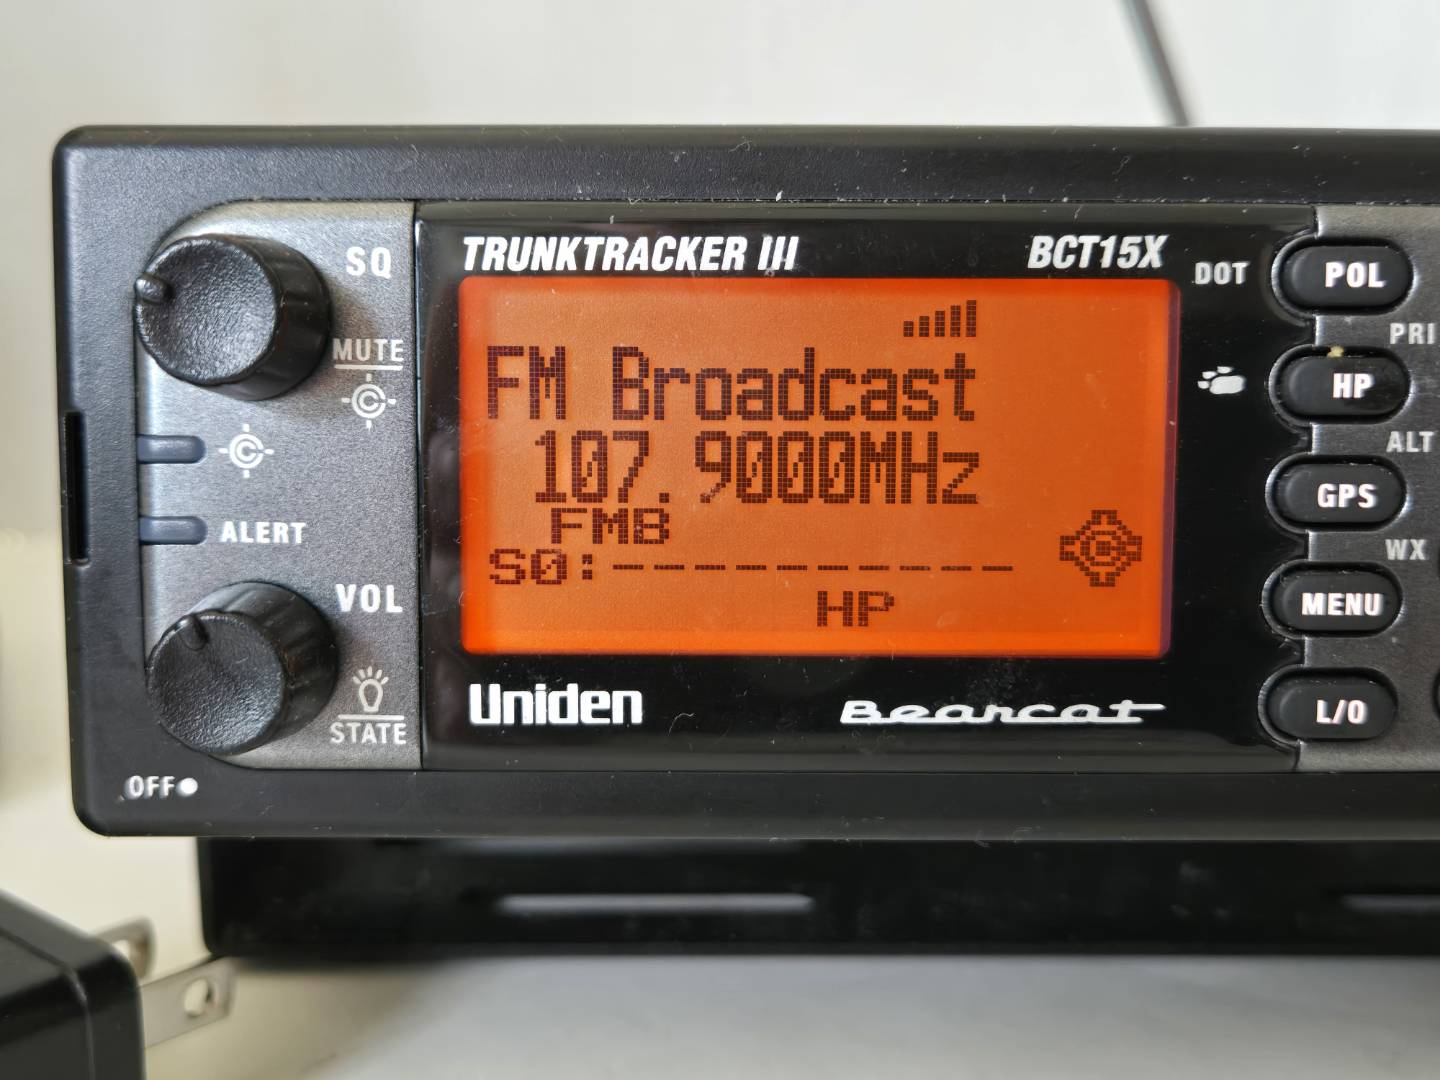 SQ
MUTE
ALERT
VOL
STATE
OFF
TRUNKTRACKER III
BCT15X
FM Broadcast
107.9000MHz
FMB
S0:----------
HP
Uniden
Bearcat
DOT
POL
PRI
HP
ALT
GPS
WX
MENU
L/O